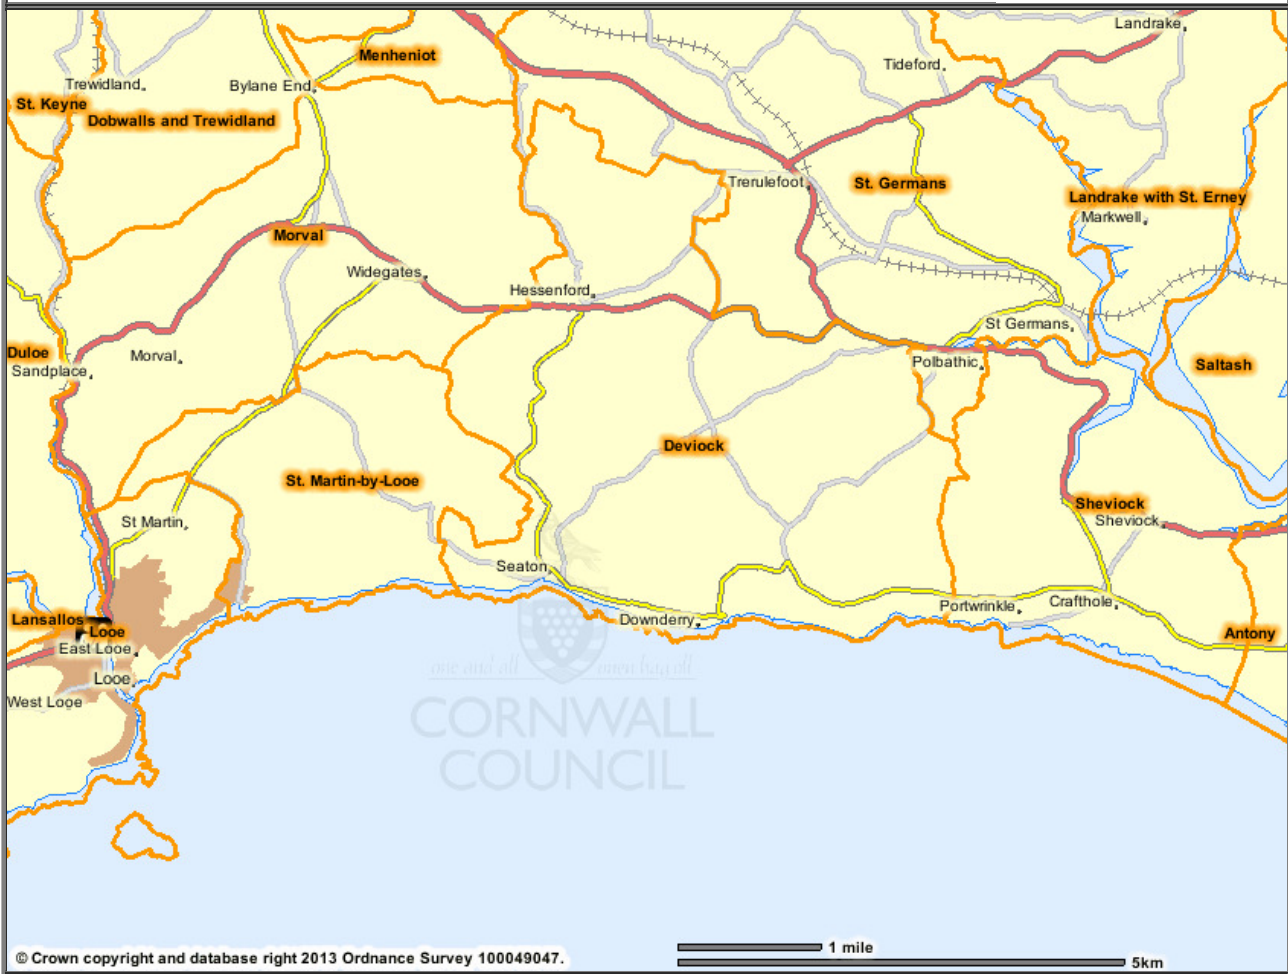 Landrake
Menheniot
Tideford
Trewidland
Bylane End
St. Keyne
Dobwalls and Trewidland
Trerulefoot
St. Germans
Landrake with St. Erney
Markwell
Morval
Widegates
Hessenford
St Germans
Duloe
Morval
Sandplace
Polbathic
Saltash
Deviock
St. Martin-by-Looe
Sheviock
Sheviock
St Martin
Seaton
Portwrinkle
Crafthole
Lansallos
Downderry
Looe
Antony
East Looe
one and all
onen hag oll
Looe
West Looe
CORNWALL
COUNCIL
1 mile
© Crown copyright and database right 2013 Ordnance Survey 100049047.
5km